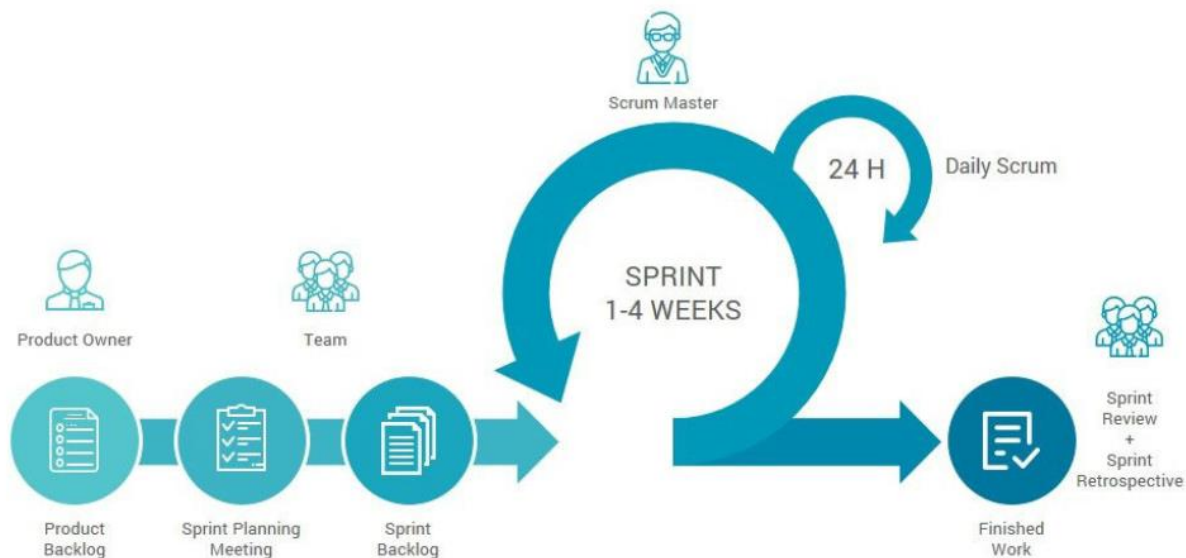 Scrum Master
24 H
Daily Scrum
SPRINT
1-4 WEEKS
Product Owner
Team
Product
Backlog
Sprint Planning
Meeting
Sprint
Backlog
Finished
Work
Sprint
Review
+
Sprint
Retrospective